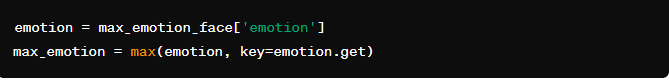 emotion = max_emotion_face['emotion']
max_emotion = max(emotion, key=emotion.get)